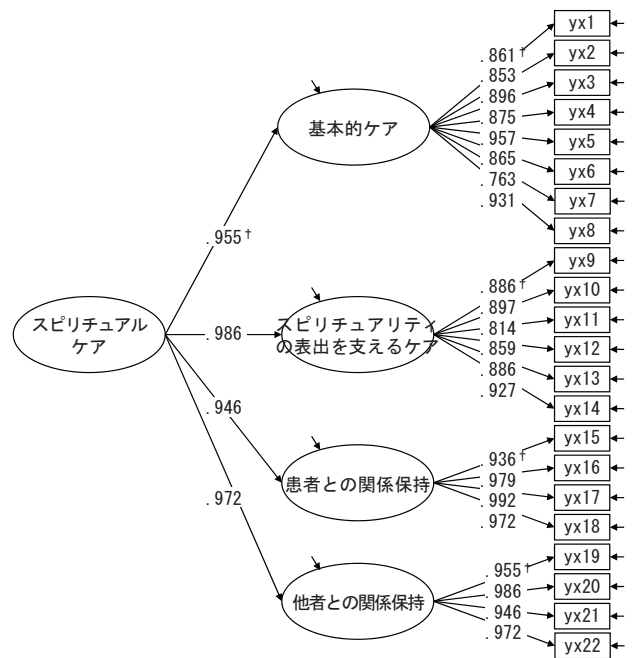 yx1
.861†
yx2
.853
yx3
.896
yx4
.875
基本的ケア
yx5
.957
yx6
.865
yx7
.763
yx8
.931
.955†
yx9
.886†
yx10
.897
yx11
.814
スピリチュアル
ケア
.986
スピリチュアリティ
の表出を支えるケア
yx12
.859
yx13
.886
yx14
.927
.946
yx15
.936†
yx16
.979
患者との関係保持
yx17
.992
yx18
.972
.972
yx19
.955†
yx20
.986
他者との関係保持
yx21
.946
yx22
.972